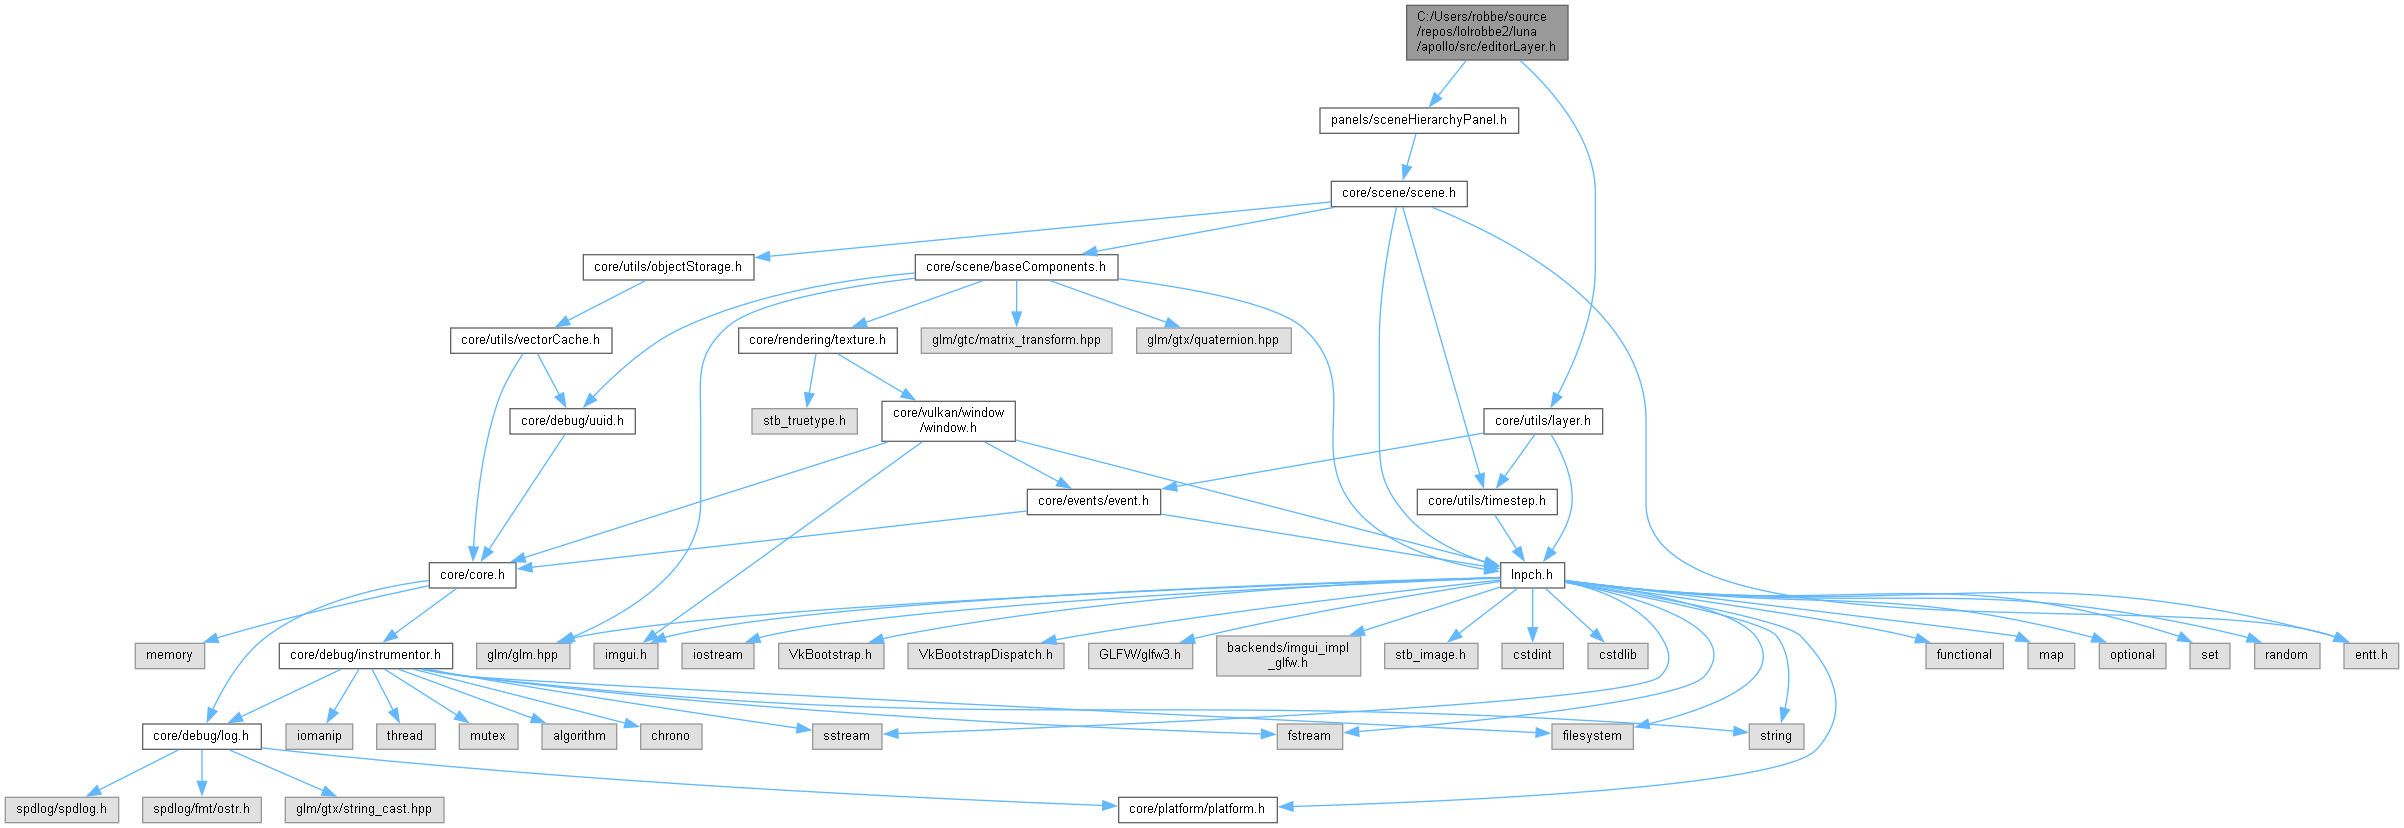 C:/Users/robbe/source
/repos/lolrobbe2/luna
/apollo/src/editorLayer.h
panels/sceneHierarchyPanel.h
core/scene/scene.h
core/utils/objectStorage.h
core/scene/baseComponents.h
core/utils/vectorCache.h
core/rendering/texture.h
glm/gtc/matrix_transform.hpp
glm/gtx/quaternion.hpp
core/debug/uuid.h
stb_truetype.h
core/vulkan/window
/window.h
core/utils/layer.h
core/events/event.h
core/utils/timestep.h
core/core.h
lnpch.h
memory
core/debug/instrumentor.h
glm/glm.hpp
imgui.h
iostream
VkBootstrap.h
VkBootstrapDispatch.h
GLFW/glfw3.h
backends/imgui_impl
_glfw.h
stb_image.h
cstdint
cstdlib
functional
map
optional
set
random
entt.h
core/debug/log.h
iomanip
thread
mutex
algorithm
chrono
sstream
fstream
filesystem
string
spdlog/spdlog.h
spdlog/fmt/ostr.h
glm/gtx/string_cast.hpp
core/platform/platform.h